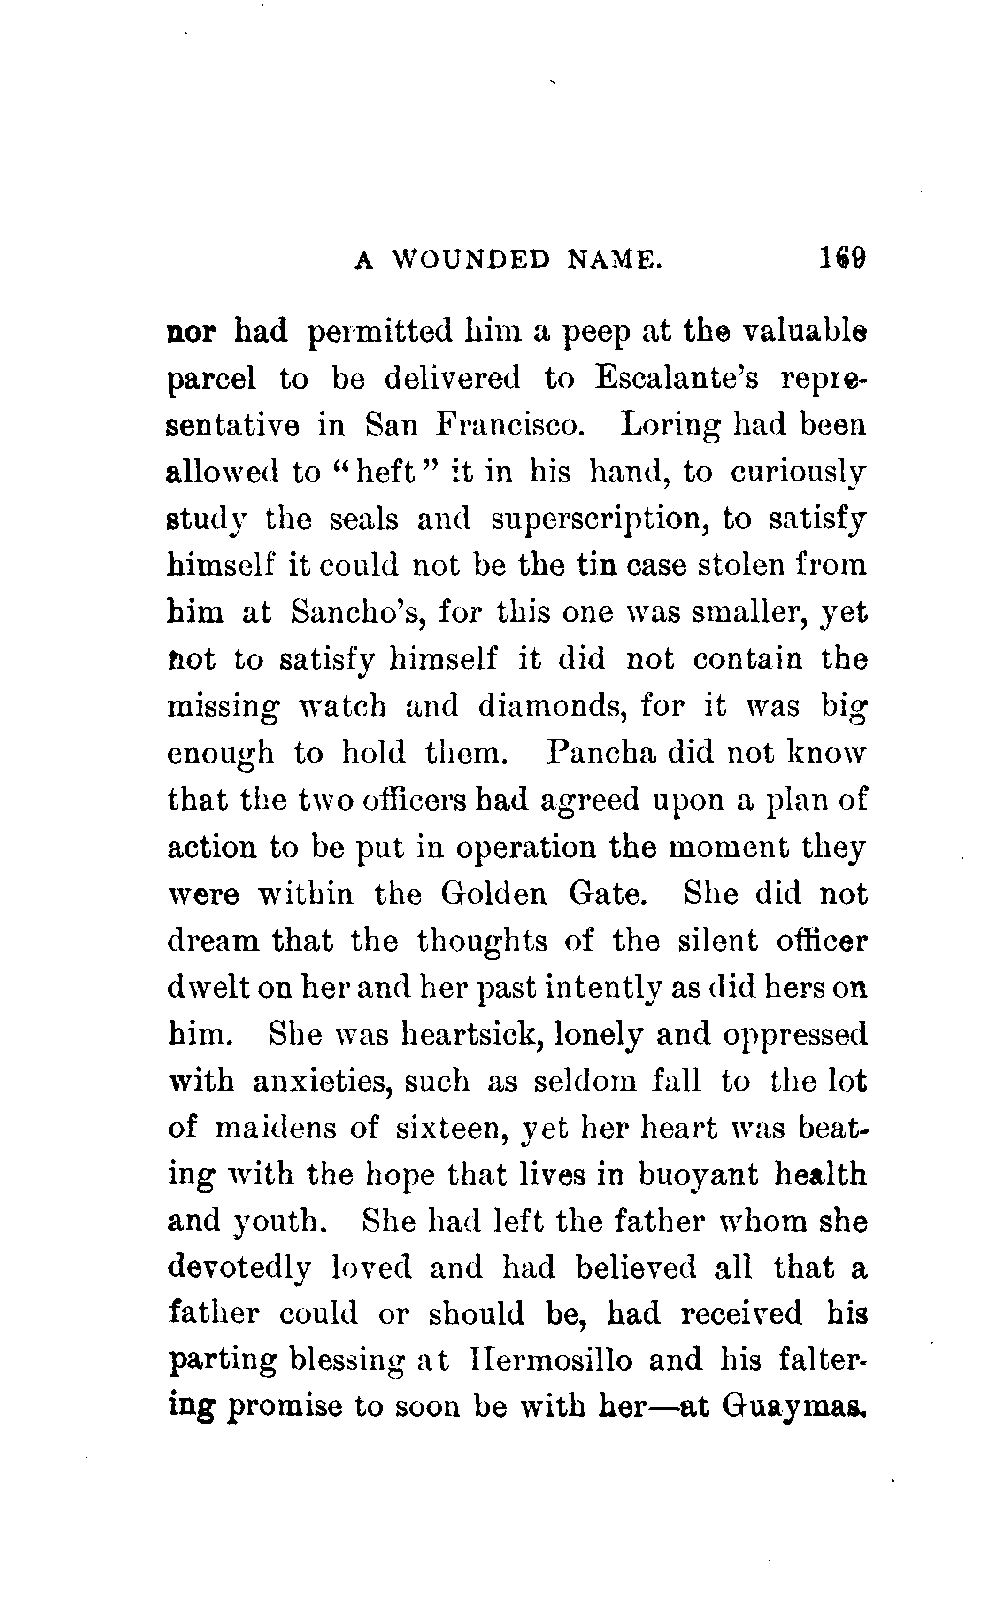 A WOUNDED NAME. 169
nor had permitted him a peep at the valuable
parcel to be delivered to Escalante's repre-
sentative in San Francisco. Loring had been
allowed to "heft" it in his hand, to curiously
study the seals and superscription, to satisfy
himself it could not be the tin case stolen from
him at Sancho's, for this one was smaller, yet
not to satisfy himself it did not contain the
missing watch and diamonds, for it was big
enough to hold them. Pancha did not know
that the two officers had agreed upon a plan of
action to be put in operation the moment they
were within the Golden Gate. She did not
dream that the thoughts of the silent officer
dwelt on her and her past intently as did hers on
him. She was heartsick, lonely and oppressed
with anxieties, such as seldom fall to the lot
of maidens of sixteen, yet her heart was beat-
ing with the hope that lives in buoyant health
and youth. She had left the father whom she
devotedly loved and had believed all that a
father could or should be, had received his
parting blessing at Hermosillo and his falter-
ing promise to soon be with her—at Guaymas.